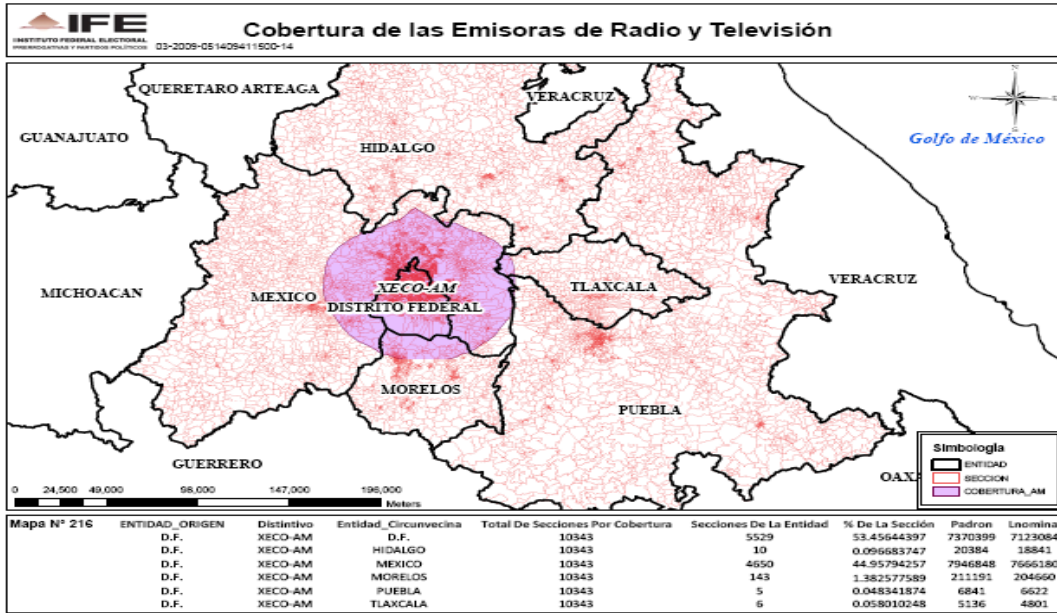 IFE
INSTITUTO FEDERAL ELECTORAL
PRERROGATIVAS Y PARTIDOS POLÍTICOS
03-2009-051409411500-14
Cobertura de las Emisoras de Radio y Televisión
QUERETARO ARTEAGA
VERACRUZ
N
W
E
S
GUANAJUATO
HIDALGO
Golfo de México
MICHOACAN
MEXICO
XECO-AM
DISTRITO FEDERAL
TLAXCALA
VERACRUZ
MORELOS
PUEBLA
GUERRERO
Simbología
ENTIDAD
SECCION
COBERTURA_AM
0 24,500 49,000 98,000 147,000 196,000
Meters
Mapa N° 216 ENTIDAD_ORIGEN Distintivo Entidad_Circunvecina Total De Secciones Por Cobertura Secciones De La Entidad % De La Sección Padron Lnomina
D.F. XECO-AM D.F. 10343 5529 53.45644397 7370399 7123084
D.F. XECO-AM HIDALGO 10343 10 0.096683747 20384 18841
D.F. XECO-AM MEXICO 10343 4650 44.95794257 7946848 7666180
D.F. XECO-AM MORELOS 10343 143 1.382577589 211191 204660
D.F. XECO-AM PUEBLA 10343 5 0.048341874 6841 6622
D.F. XECO-AM TLAXCALA 10343 6 0.058010248 5136 4801